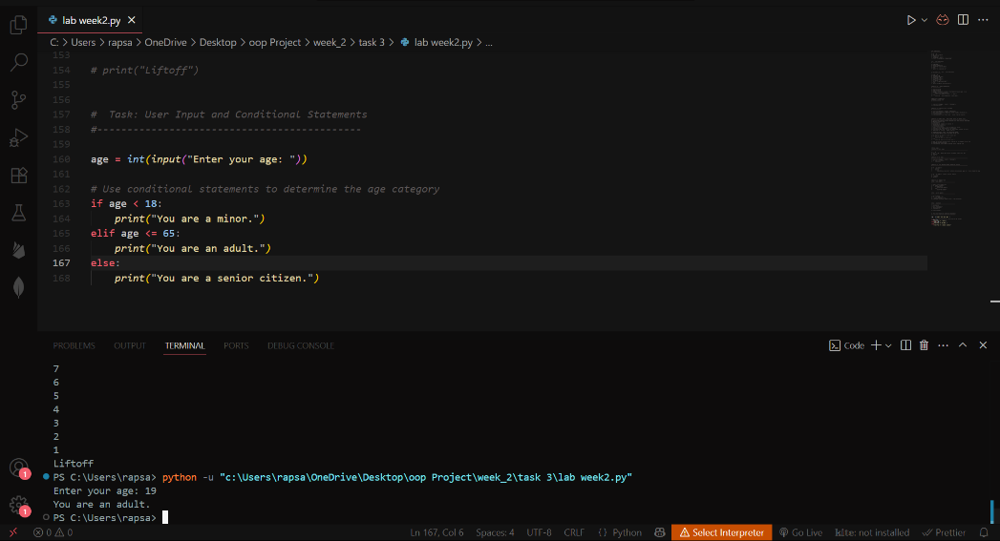 lab week2.py
C: > Users > rapsa > OneDrive > Desktop > oop Project > week_2 > task 3 > lab week2.py > ...
153
154 # print("Liftoff")
155
156
157 #  Task: User Input and Conditional Statements
158 #--------------------------------------------
159
160 age = int(input("Enter your age: "))
161
162 # Use conditional statements to determine the age category
163 if age < 18:
164     print("You are a minor.")
165 elif age <= 65:
166     print("You are an adult.")
167 else:
168     print("You are a senior citizen.")
PROBLEMS OUTPUT TERMINAL PORTS DEBUG CONSOLE Code
7
6
5
4
3
2
1
Liftoff
PS C:\Users\rapsa> python -u "c:\Users\rapsa\OneDrive\Desktop\oop Project\week_2\task 3\lab week2.py"
Enter your age: 19
You are an adult.
PS C:\Users\rapsa>
1
1
0 0 Ln 167, Col 6 Spaces: 4 UTF-8 CRLF {} Python Select Interpreter Go Live kite: not installed Prettier